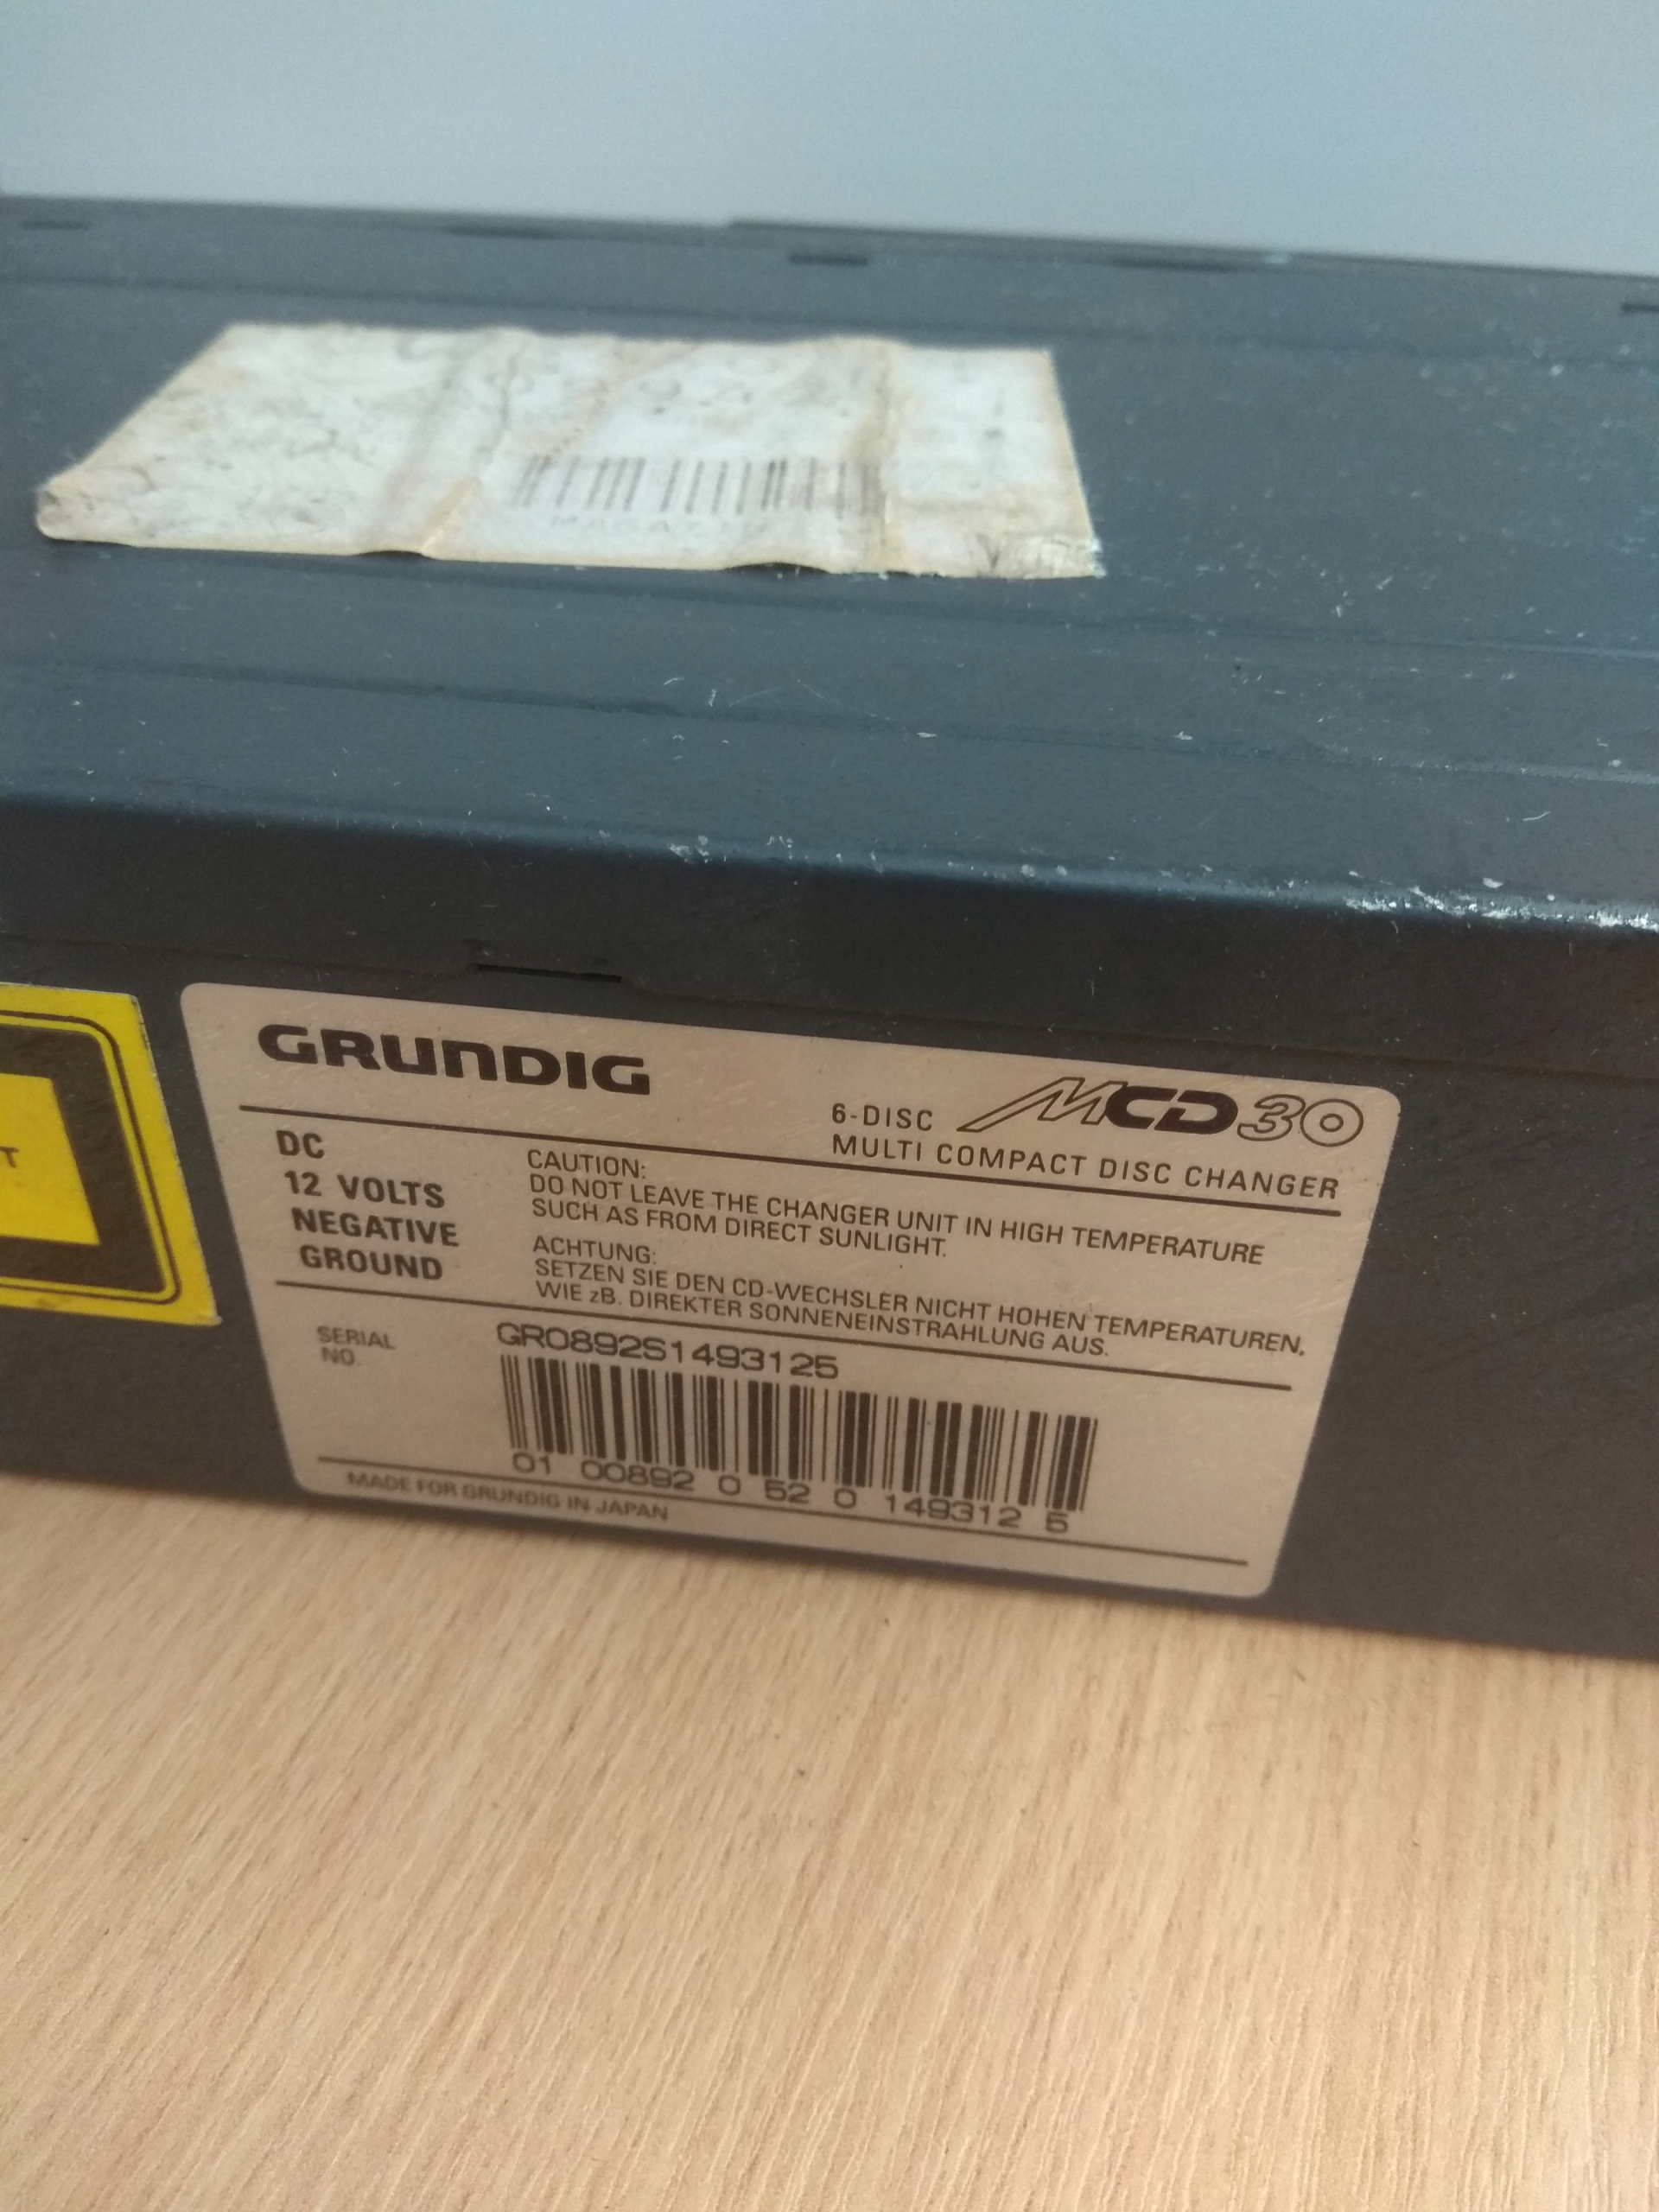 GRUNDIG
6-DISC MCD30
MULTI COMPACT DISC CHANGER
DC
12 VOLTS
NEGATIVE
GROUND
CAUTION:
DO NOT LEAVE THE CHANGER UNIT IN HIGH TEMPERATURE
SUCH AS FROM DIRECT SUNLIGHT.
ACHTUNG:
SETZEN SIE DEN CD-WECHSLER NICHT HOHEN TEMPERATUREN,
WIE zB. DIREKTER SONNENEINSTRAHLUNG AUS.
SERIAL
NO.
GR0892S1493125
01 00892 0 52 0 149312 5
MADE FOR GRUNDIG IN JAPAN
T